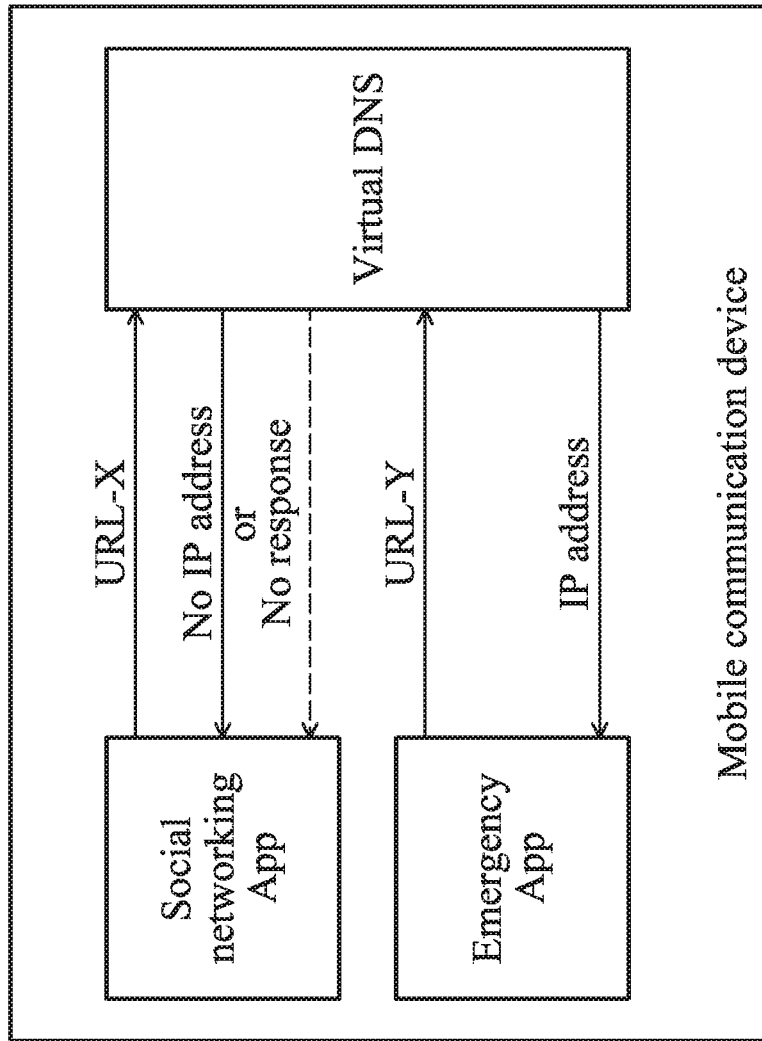 Social
networking
App
URL-X
No IP address
or
No response
Virtual DNS
Emergency
App
URL-Y
IP address
Mobile communication device